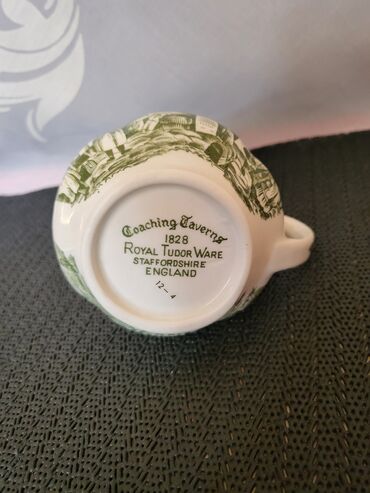 Coaching Taverns
1828
ROYAL TUDOR WARE
STAFFORDSHIRE
ENGLAND
12-4